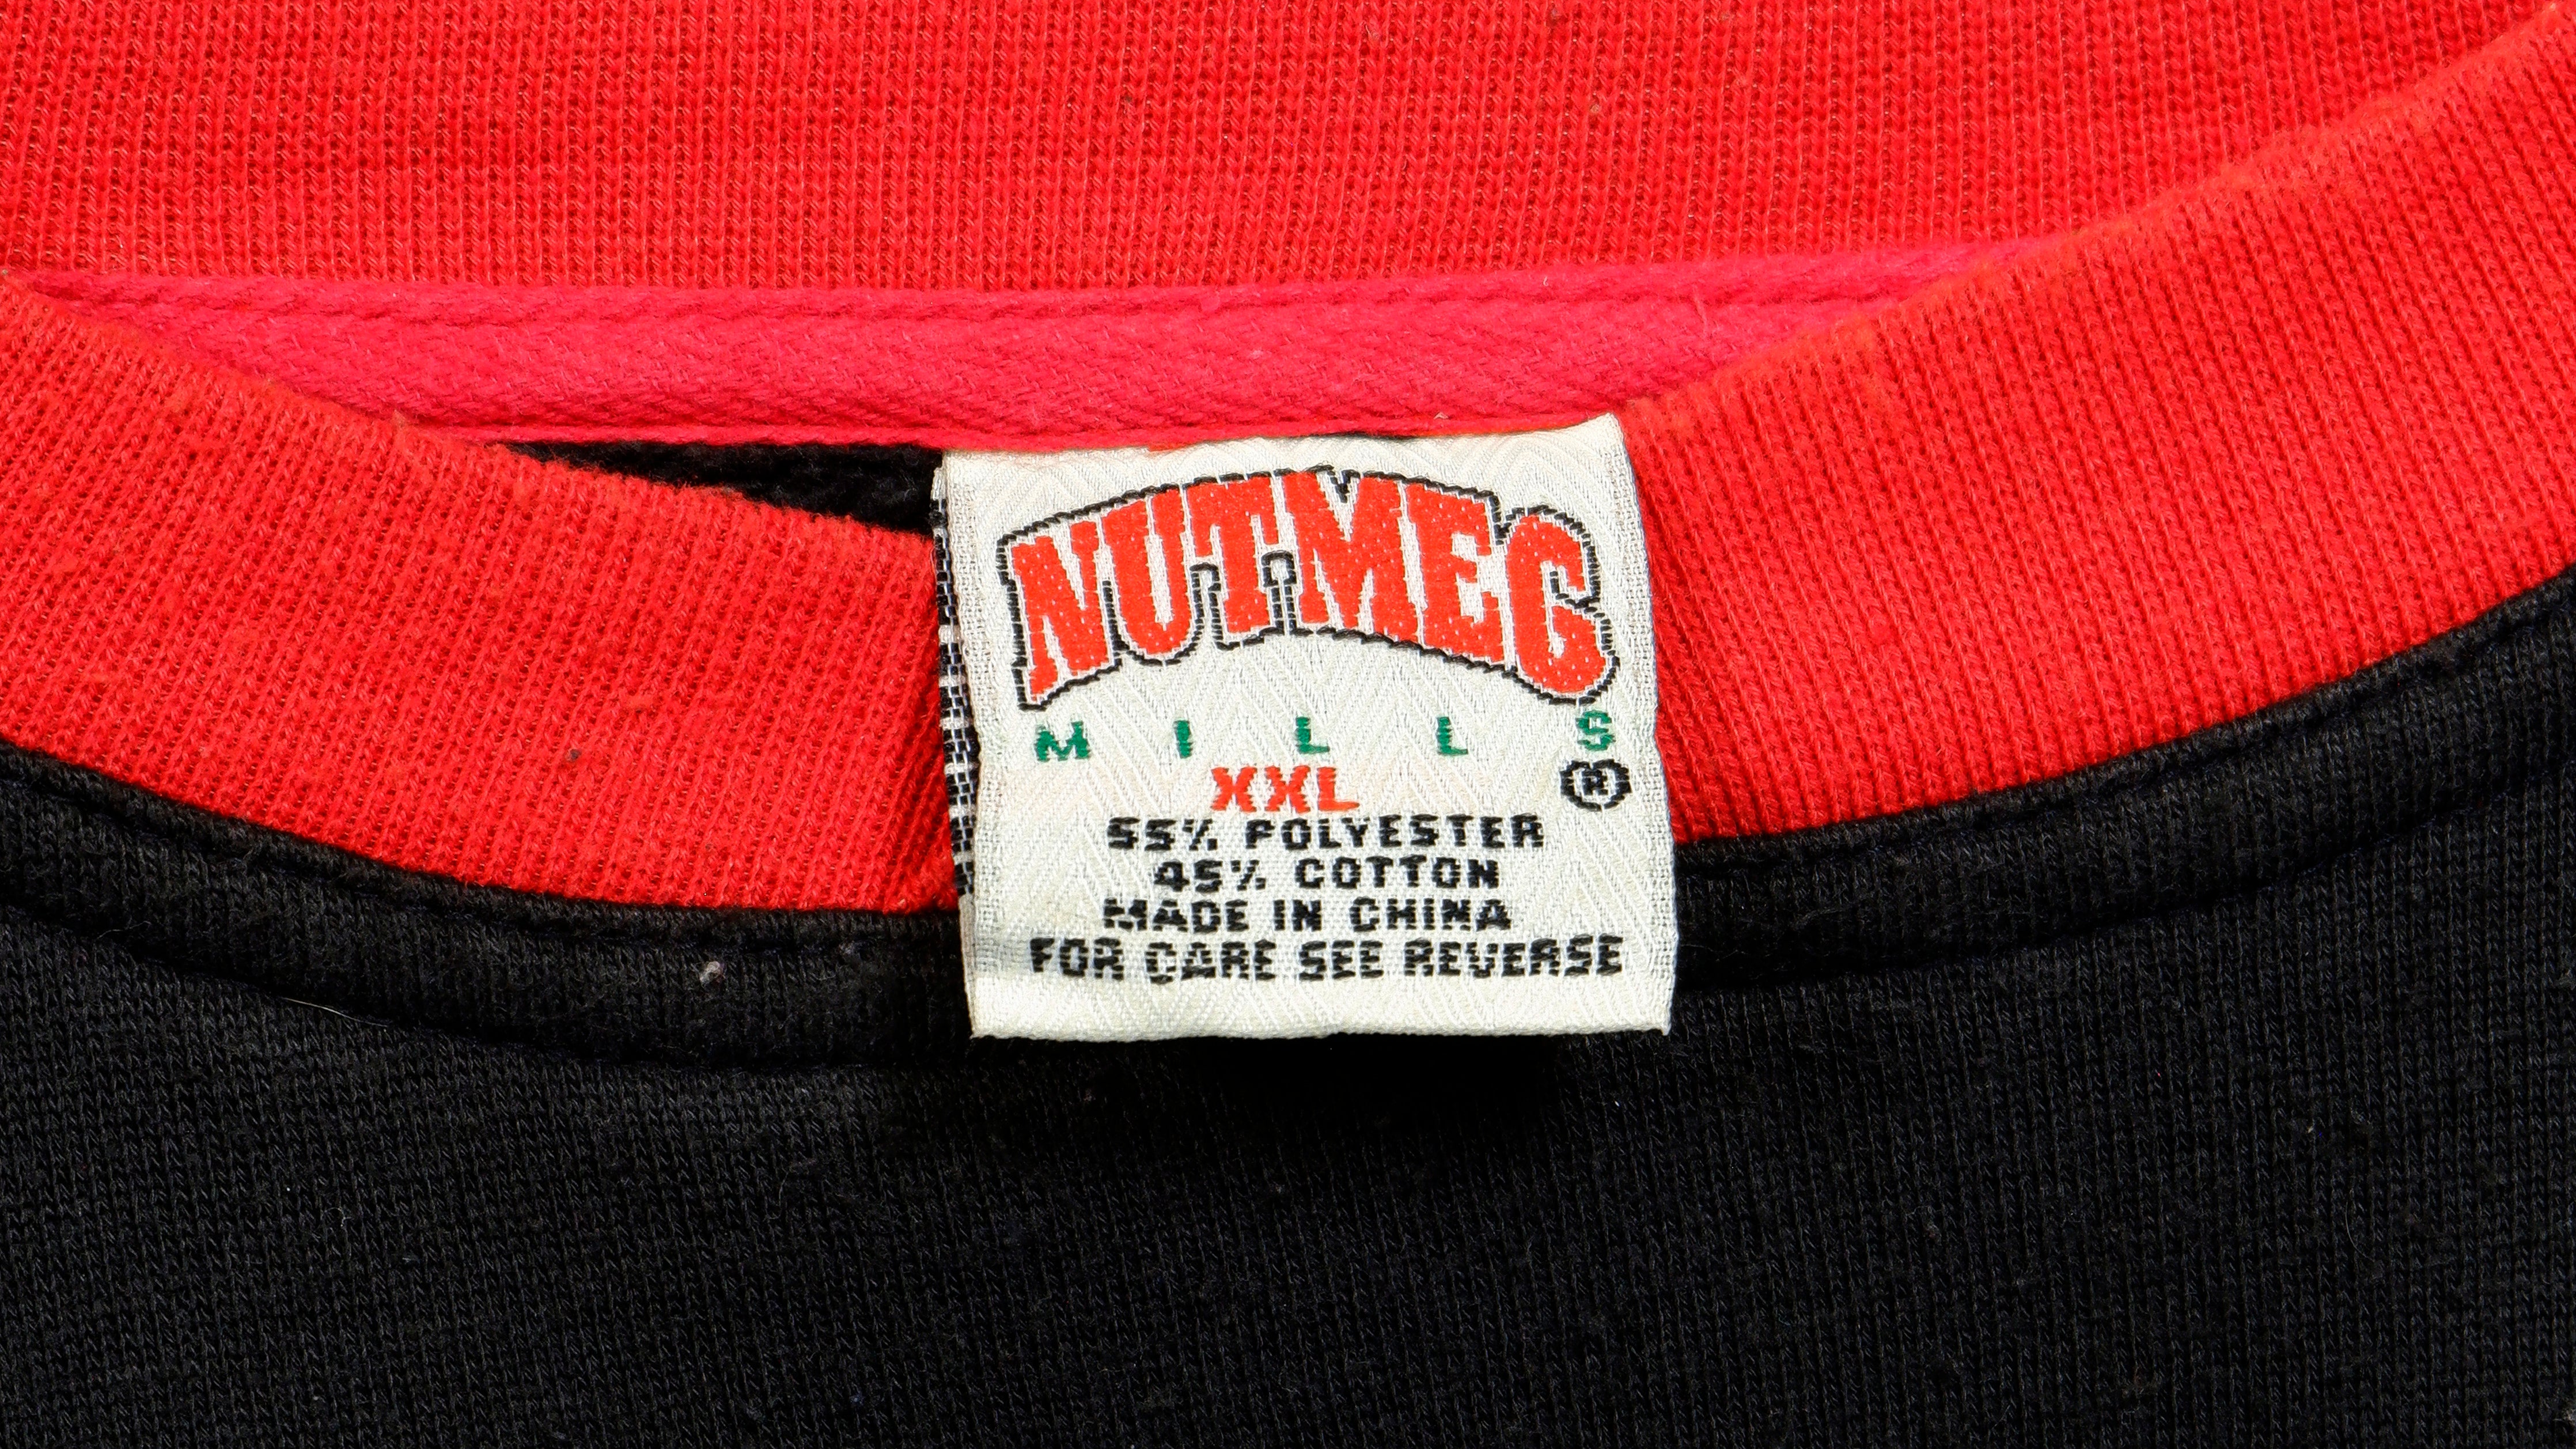 NUTMEG
MILLS
XXL ®
55% POLYESTER
45% COTTON
MADE IN CHINA
FOR CARE SEE REVERSE